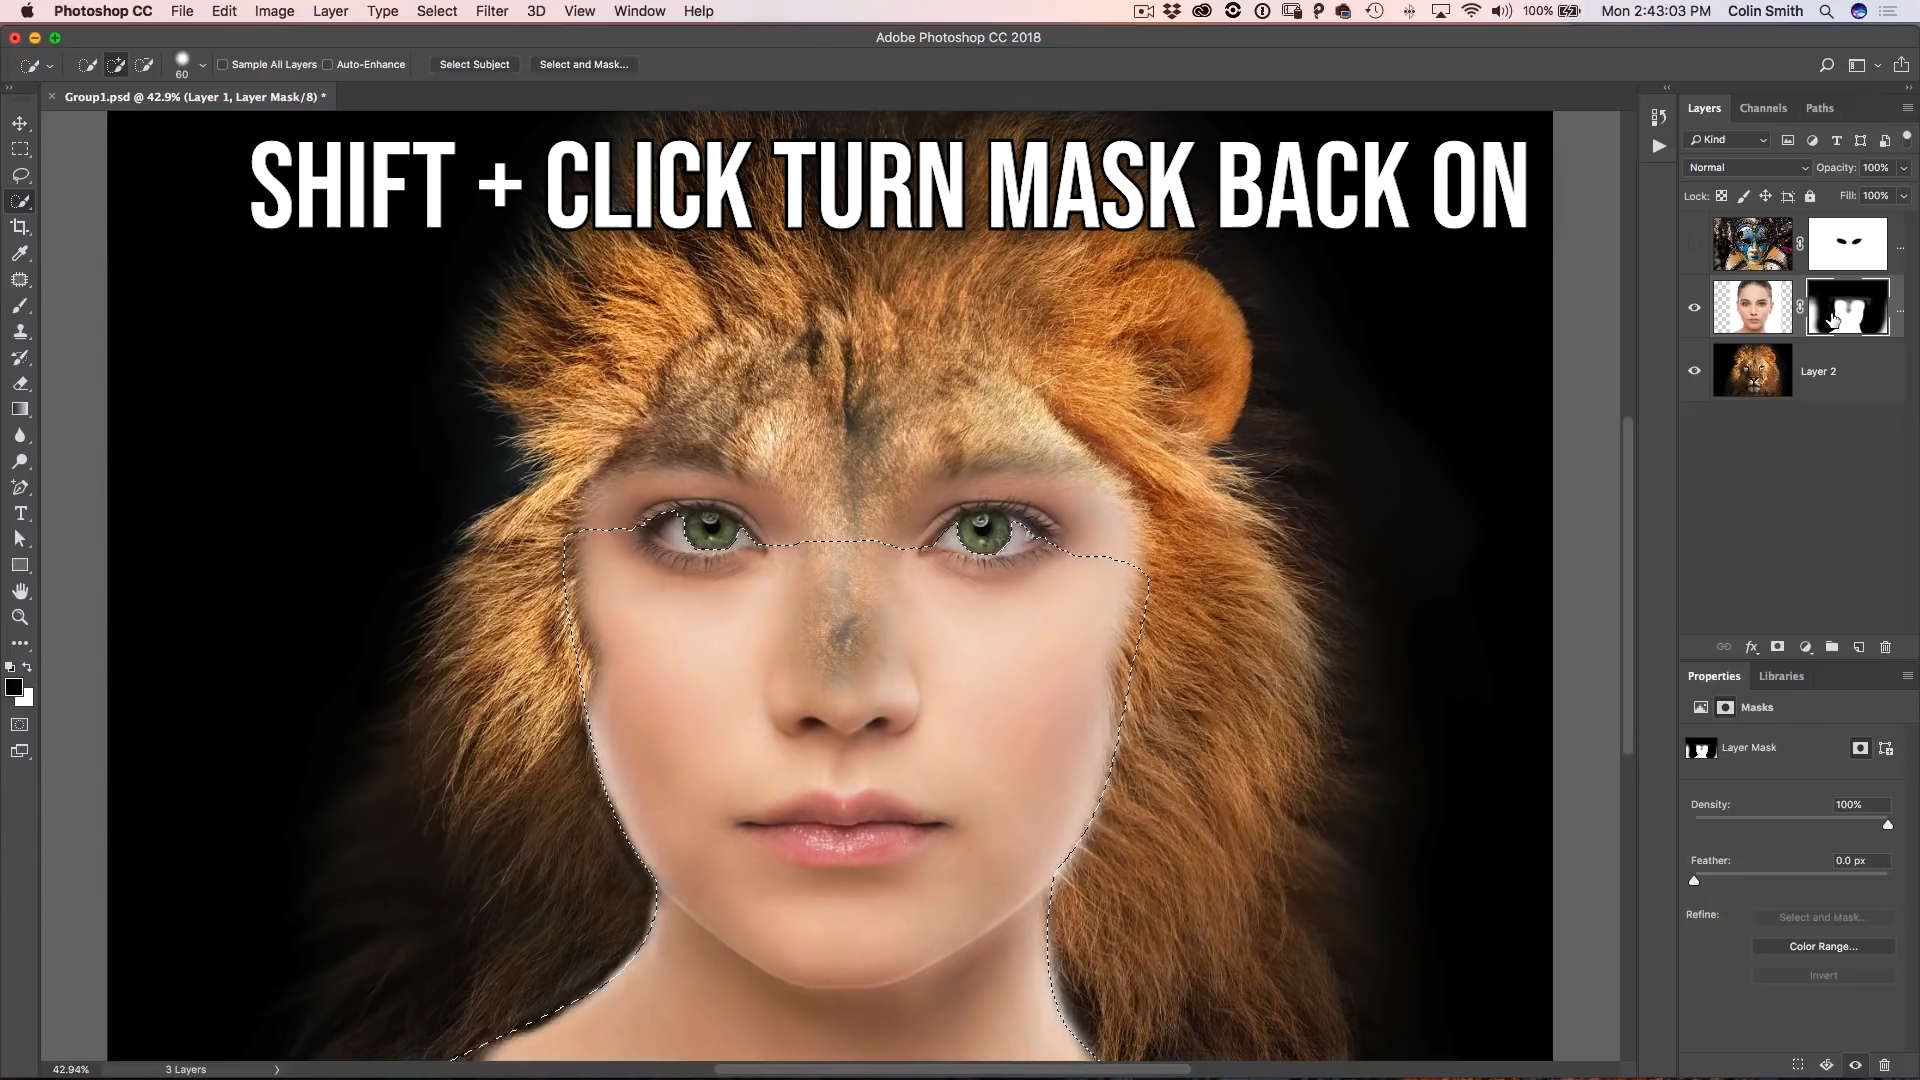 Photoshop CC File Edit Image Layer Type Select Filter 3D View Window Help 100% Mon 2:43:03 PM Colin Smith
Adobe Photoshop CC 2018
60 Sample All Layers Auto-Enhance Select Subject Select and Mask...
Group1.psd @ 42.9% (Layer 1, Layer Mask/8) *
SHIFT + CLICK TURN MASK BACK ON
Layers Channels Paths
Kind
Normal Opacity: 100%
Lock: Fill: 100%
...
...
Layer 2
fx
Properties Libraries
Masks
Layer Mask
Density: 100%
Feather: 0.0 px
Refine: Select and Mask...
Color Range...
Invert
42.94% 3 Layers